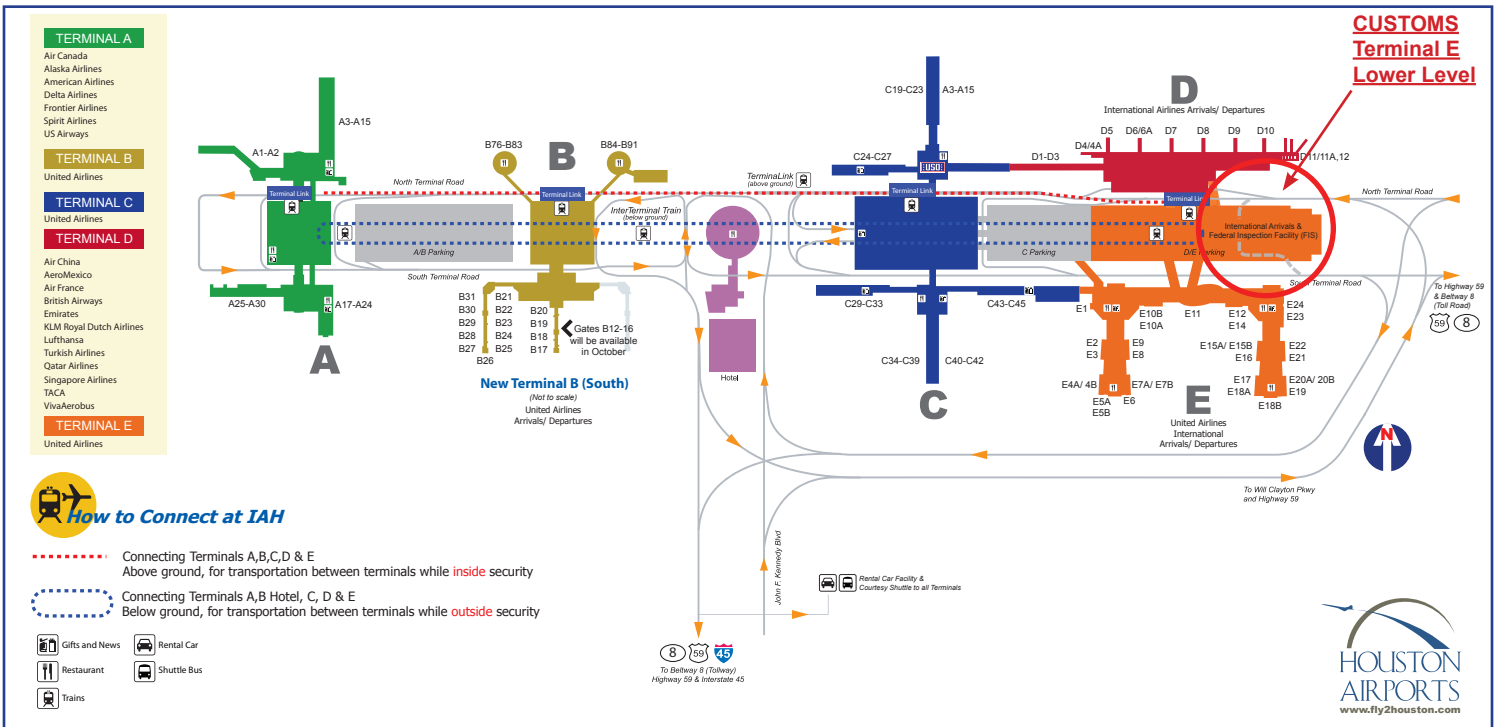 TERMINAL A
Air Canada
Alaska Airlines
American Airlines
Delta Airlines
Frontier Airlines
Spirit Airlines
US Airways
TERMINAL B
United Airlines
TERMINAL C
United Airlines
TERMINAL D
Air China
AeroMexico
Air France
British Airways
Emirates
KLM Royal Dutch Airlines
Lufthansa
Turkish Airlines
Qatar Airlines
Singapore Airlines
TACA
VivaAerobus
TERMINAL E
United Airlines
CUSTOMS
Terminal E
Lower Level
A3-A15
A1-A2
Terminal Link
A25-A30
A17-A24
A
North Terminal Road
A/B Parking
South Terminal Road
B76-B83
B
B84-B91
Terminal Link
InterTerminal Train
(below ground)
B31
B30
B29
B28
B27
B26
B21
B22
B23
B24
B25
B20
B19
B18
B17
Gates B12-16
will be available
in October
New Terminal B (South)
(Not to scale)
United Airlines
Arrivals/ Departures
Hotel
TerminaLink
(above ground)
C19-C23
A3-A15
C24-C27
USO
Terminal Link
C29-C33
C43-C45
C34-C39
C40-C42
C
C Parking
D
International Airlines Arrivals/ Departures
D1-D3
D4/4A
D5
D6/6A
D7
D8
D9
D10
D11/11A,12
Terminal Link
North Terminal Road
International Arrivals &
Federal Inspection Facility (FIS)
D/E Parking
South Terminal Road
To Highway 59
& Beltway 8
(Toll Road)
59
8
E1
E2
E3
E4A/ 4B
E5A
E5B
E6
E7A/ E7B
E9
E8
E10B
E10A
E11
E12
E14
E15A/ E15B
E16
E17
E18A
E18B
E24
E23
E22
E21
E20A/ 20B
E19
E
United Airlines
International
Arrivals/ Departures
N
To Will Clayton Pkwy
and Highway 59
John F. Kennedy Blvd
Rental Car Facility &
Courtesy Shuttle to all Terminals
8
59
45
To Beltway 8 (Tollway)
Highway 59 & Interstate 45
How to Connect at IAH
Connecting Terminals A,B,C,D & E
Above ground, for transportation between terminals while inside security
Connecting Terminals A,B Hotel, C, D & E
Below ground, for transportation between terminals while outside security
Gifts and News
Rental Car
Restaurant
Shuttle Bus
Trains
HOUSTON
AIRPORTS
www.fly2houston.com